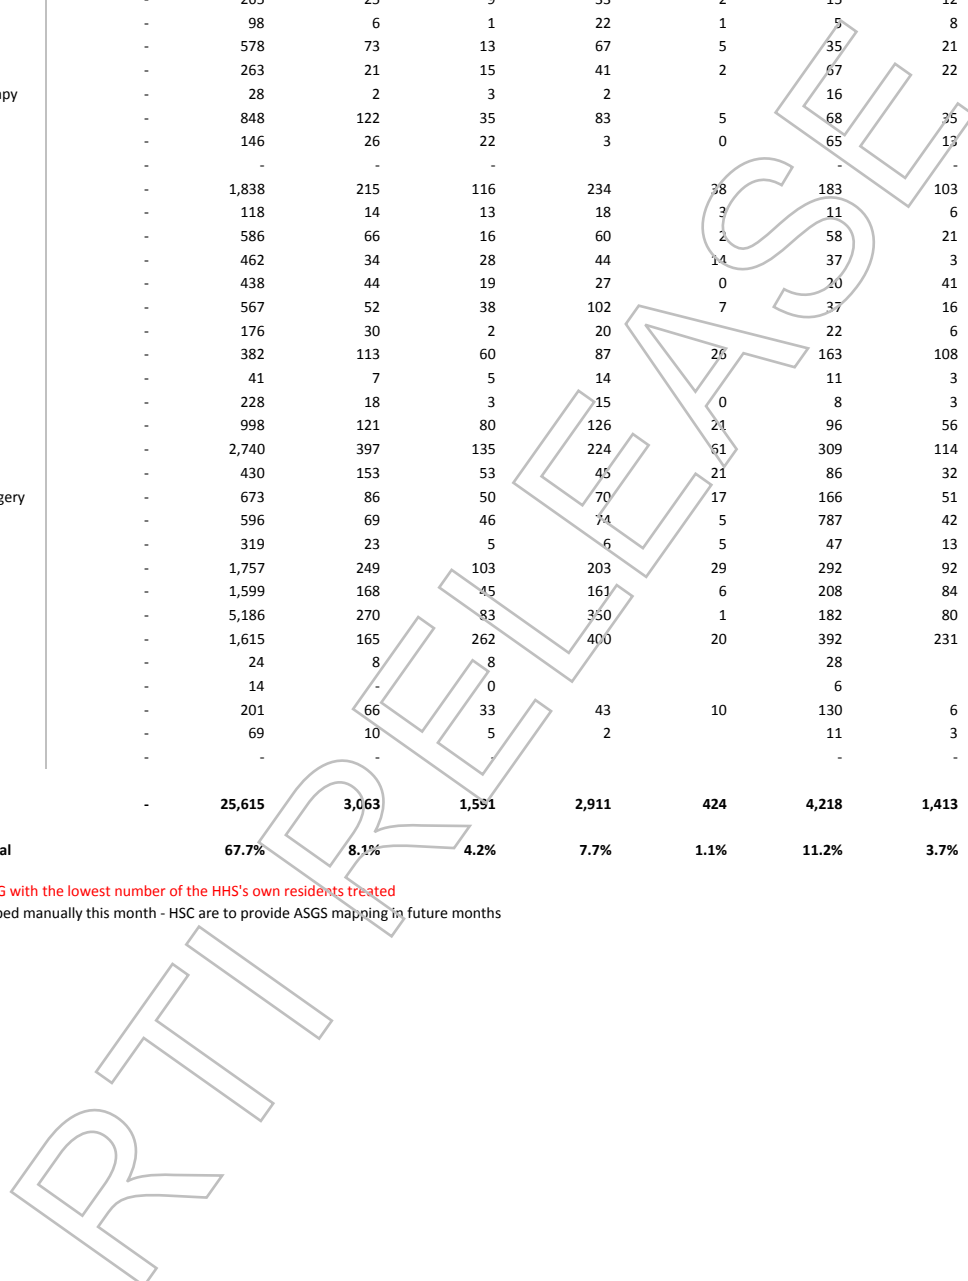 - 98 6 1 22 1 5 8
- 578 73 13 67 5 35 21
- 263 21 15 41 2 67 22
apy - 28 2 3 2 16
- 848 122 35 83 5 68 35
- 146 26 22 3 0 65 13
- - - - - -
- 1,838 215 116 234 38 183 103
- 118 14 13 18 3 11 6
- 586 66 16 60 2 58 21
- 462 34 28 44 14 37 3
- 438 44 19 27 0 20 41
- 567 52 38 102 7 37 16
- 176 30 2 20 22 6
- 382 113 60 87 26 163 108
- 41 7 5 14 11 3
- 228 18 3 15 0 8 3
- 998 121 80 126 21 96 56
- 2,740 397 135 224 61 309 114
- 430 153 53 45 21 86 32
gery - 673 86 50 70 17 166 51
- 596 69 46 74 5 787 42
- 319 23 5 6 5 47 13
- 1,757 249 103 203 29 292 92
- 1,599 168 45 161 6 208 84
- 5,186 270 83 350 1 182 80
- 1,615 165 262 400 20 392 231
- 24 8 8 28
- 14 - 0 6
- 201 66 33 43 10 130 6
- 69 10 5 2 11 3
- - - - - -
- 25,615 3,063 1,591 2,911 424 4,218 1,413
al 67.7% 8.1% 4.2% 7.7% 1.1% 11.2% 3.7%
G with the lowest number of the HHS's own residents treated
ped manually this month - HSC are to provide ASGS mapping in future months
RTI RELEASE